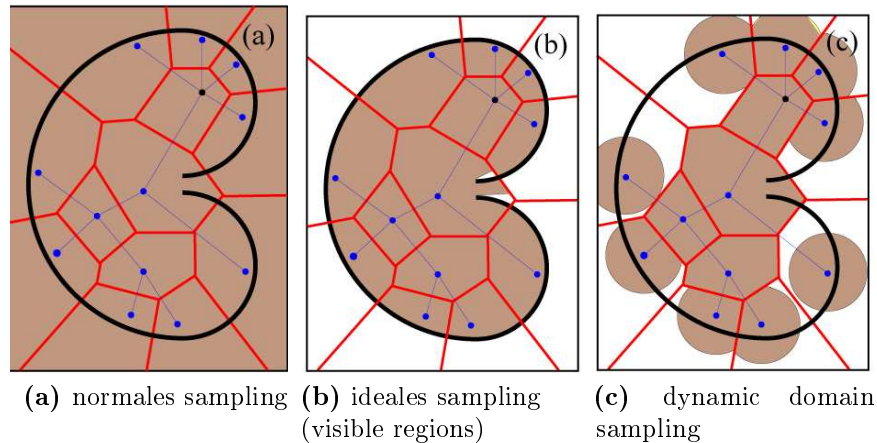 (a)
(b)
(c)
(a) normales sampling
(b) ideales sampling
(visible regions)
(c) dynamic domain
sampling